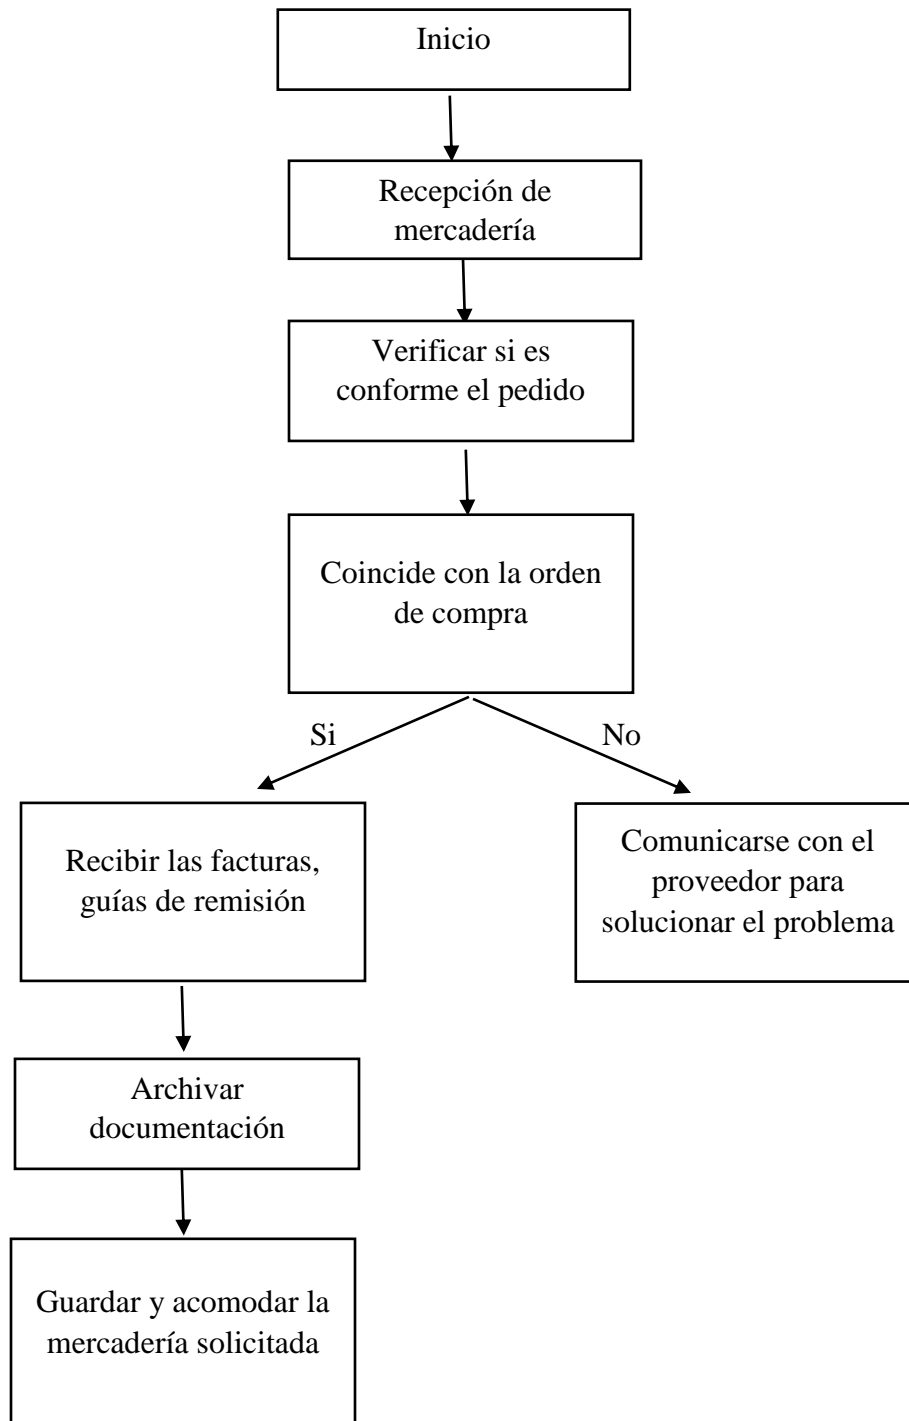 Inicio
Recepción de
mercadería
Verificar si es
conforme el pedido
Coincide con la orden
de compra
Si
No
Recibir las facturas,
guías de remisión
Comunicarse con el
proveedor para
solucionar el problema
Archivar
documentación
Guardar y acomodar la
mercadería solicitada